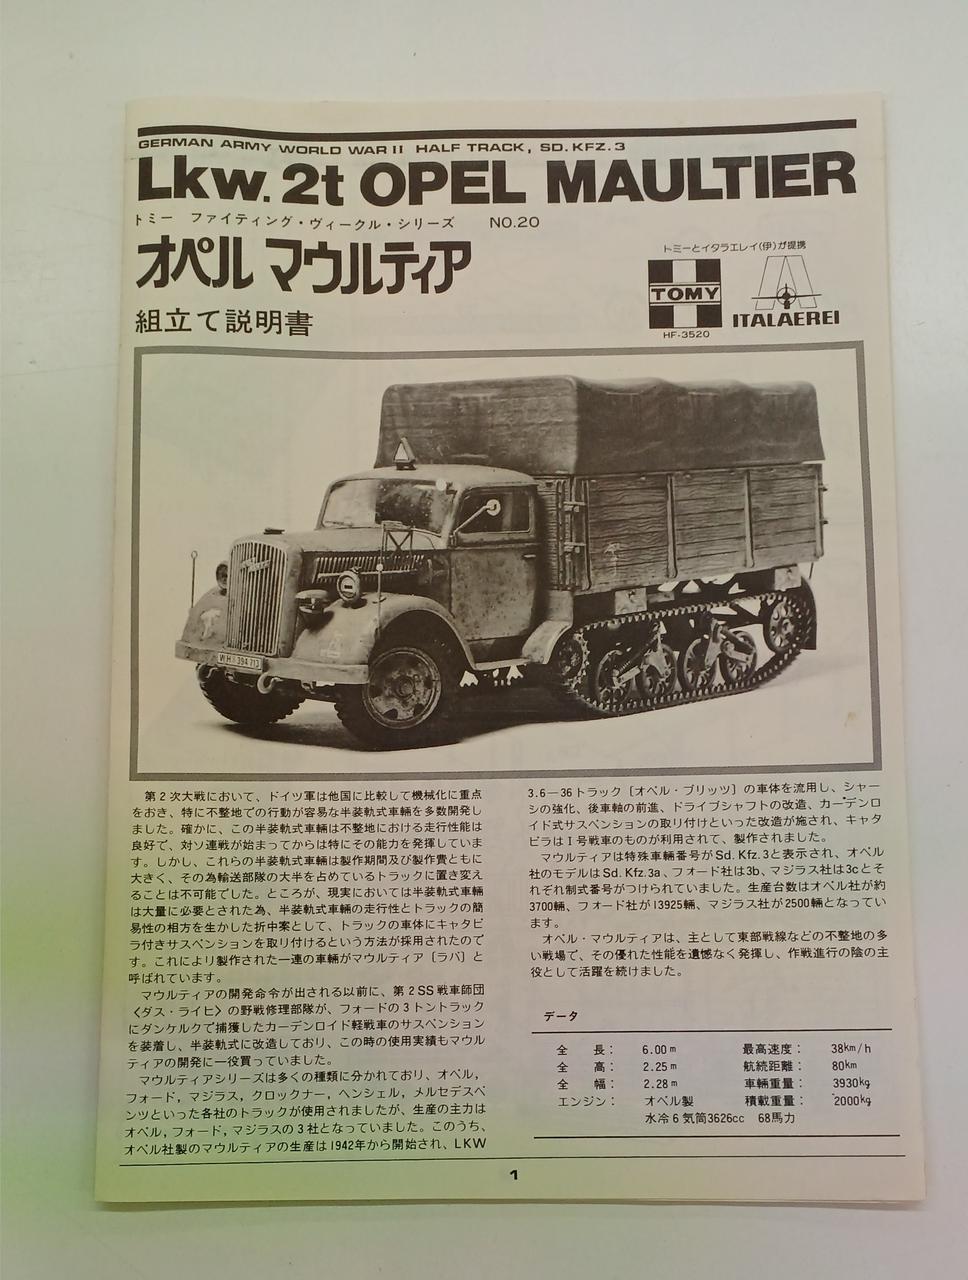 GERMAN ARMY WORLD WAR II HALF TRACK, SD. KFZ. 3
Lkw. 2t OPEL MAULTIER
トミー ファイティング・ヴィークル・シリーズ NO.20
オペル マウルティア
組立て説明書
トミーとイタラエレイ(伊)が提携
TOMY
ITALAEREI
HF-3520
WH 394 713
第2次大戦において、ドイツ軍は他国に比較して機械化に重点
をおき、特に不整地での行動が容易な半装軌式車輛を多数開発し
ました。確かに、この半装軌式車輛は不整地における走行性能は
良好で、対ソ連戦が始まってからは特にその能力を発揮していま
す。しかし、これらの半装軌式車輛は製作期間及び製作費ともに
大きく、その為輸送部隊の大半を占めているトラックに置き変え
ることは不可能でした。ところが、現実においては半装軌式車輛
は大量に必要とされた為、半装軌式車輛の走行性とトラックの簡
易性の相方を生かした折中案として、トラックの車体にキャタピ
ラ付きサスペンションを取り付けるという方法が採用されたので
す。これにより製作された一連の車輛がマウルティア〔ラバ〕と
呼ばれています。
マウルティアの開発命令が出される以前に、第2SS戦車師団
〈ダス・ライヒ〉の野戦修理部隊が、フォードの3トントラック
にダンケルクで捕獲したカーデンロイド軽戦車のサスペンション
を装着し、半装軌式に改造しており、この時の使用実績もマウル
ティアの開発に一役買っていました。
マウルティアシリーズは多くの種類に分かれており、オペル，
フォード，マジラス，クロックナー，ヘンシェル，メルセデスベ
ンツといった各社のトラックが使用されましたが、生産の主力は
オペル，フォード，マジラスの3社となっていました。このうち、
オペル社製のマウルティアの生産は1942年から開始され、LKW
3.6―36トラック〔オペル・ブリッツ〕の車体を流用し、シャー
シの強化、後車軸の前進、ドライブシャフトの改造、カーデンロ
イド式サスペンションの取り付けといった改造が施され、キャタ
ピラはⅠ号戦車のものが利用されて、製作されました。
マウルティアは特殊車輛番号がSd. Kfz. 3と表示され、オペル
社のモデルはSd. Kfz. 3a、フォード社は3b、マジラス社は3cとそ
れぞれ制式番号がつけられていました。生産台数はオペル社が約
3700輛、フォード社が13925輛、マジラス社が2500輛となってい
ます。
オペル・マウルティアは、主として東部戦線などの不整地の多
い戦場で、その優れた性能を遺憾なく発揮し、作戦進行の陰の主
役として活躍を続けました。
データ
全 長： 6.00m 最高速度： 38km/h
全 高： 2.25m 航続距離： 80km
全 幅： 2.28m 車輛重量： 3930kg
エンジン： オペル製 積載重量： 2000kg
水冷6気筒3626cc 68馬力
1